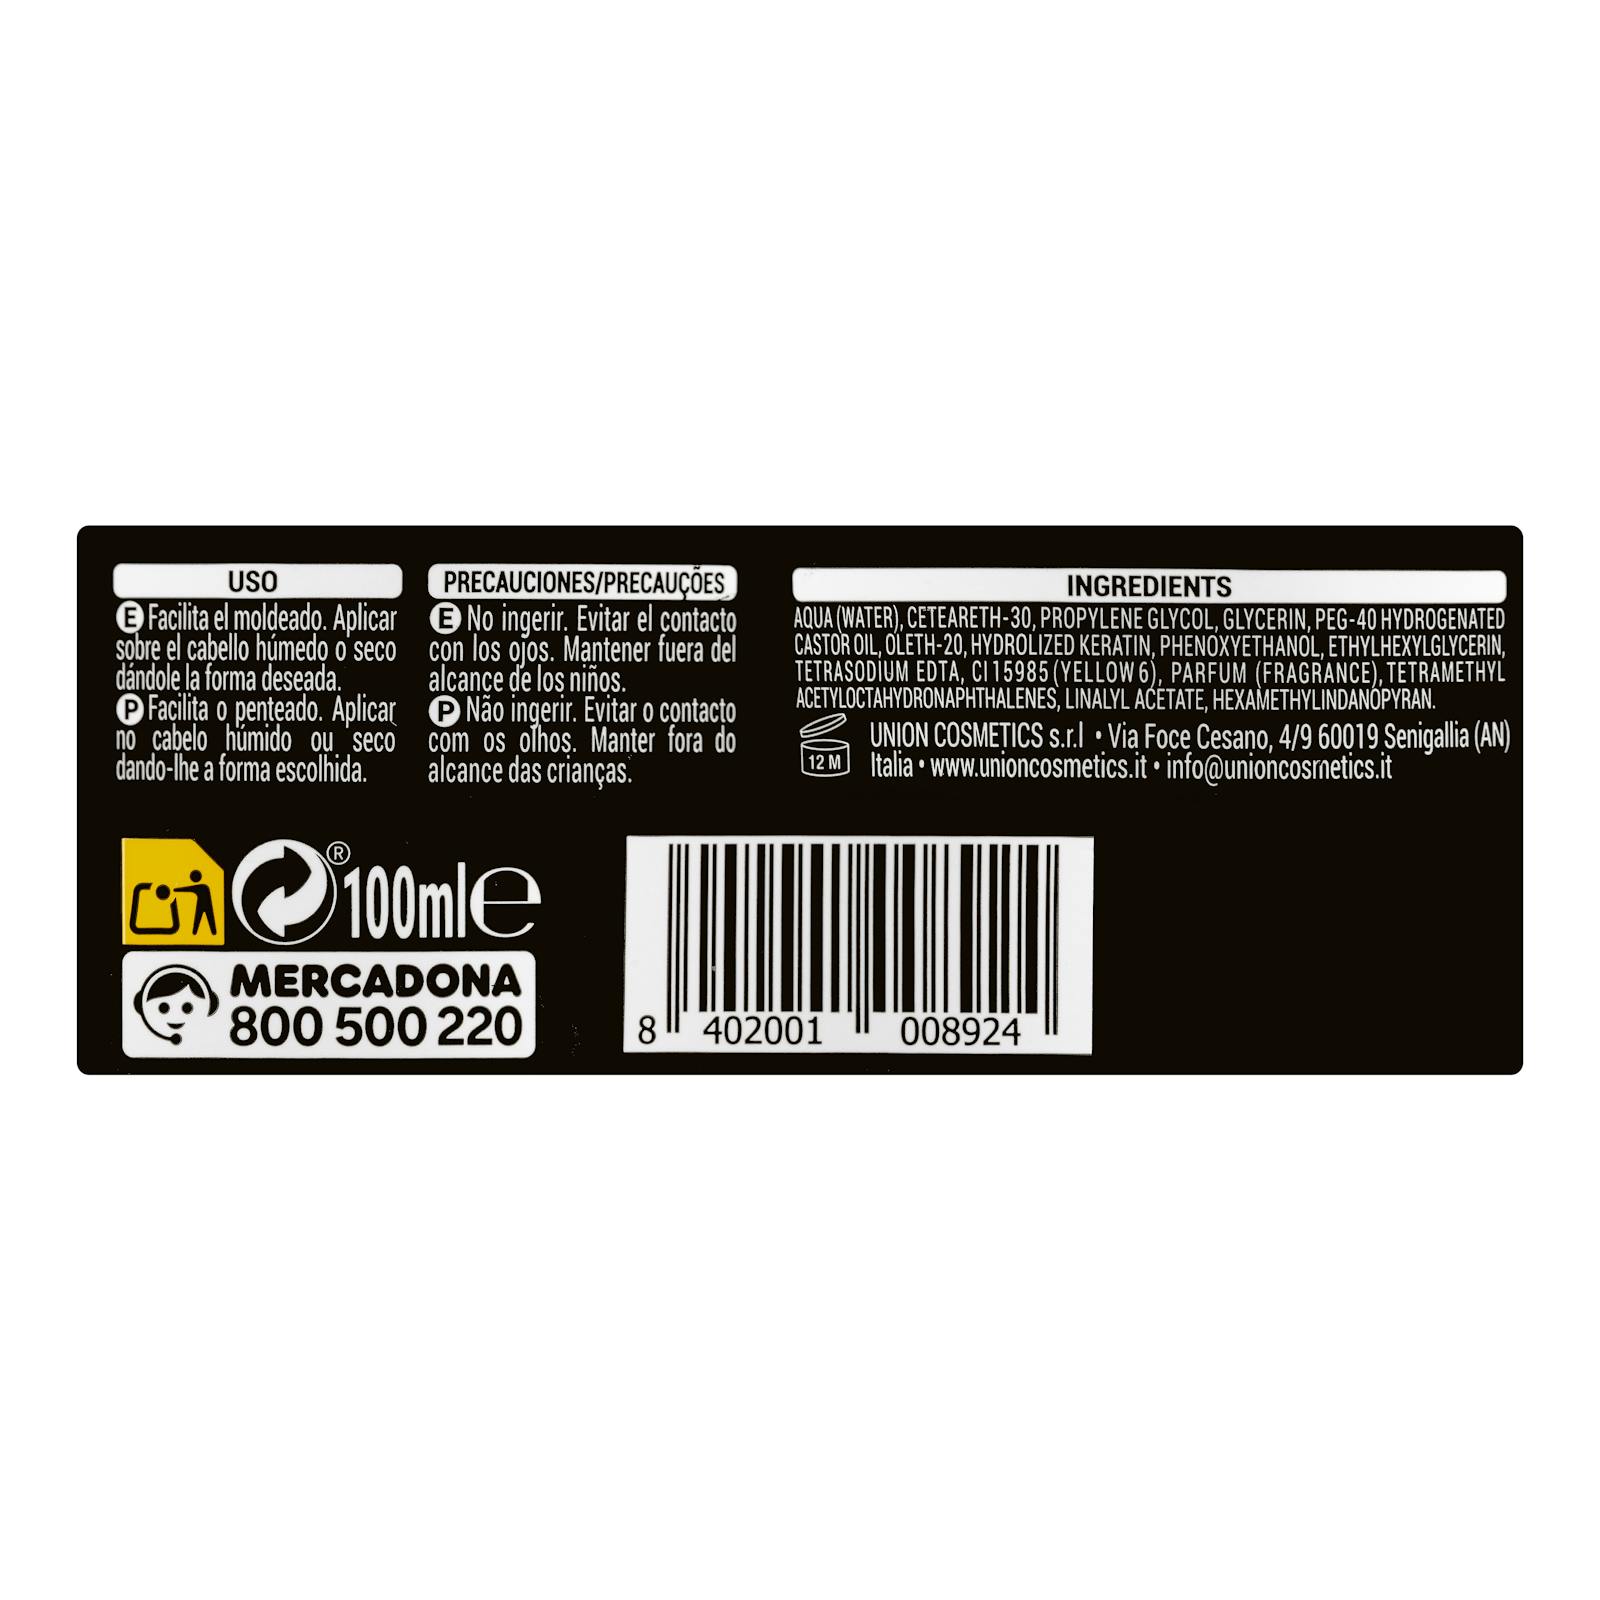 USO
E Facilita el moldeado. Aplicar
sobre el cabello húmedo o seco
dándole la forma deseada.
P Facilita o penteado. Aplicar
no cabelo húmido ou seco
dando-lhe a forma escolhida.
PRECAUCIONES/PRECAUÇÕES
E No ingerir. Evitar el contacto
con los ojos. Mantener fuera del
alcance de los niños.
P Não ingerir. Evitar o contacto
com os olhos. Manter fora do
alcance das crianças.
INGREDIENTS
AQUA (WATER), CETEARETH-30, PROPYLENE GLYCOL, GLYCERIN, PEG-40 HYDROGENATED
CASTOR OIL, OLETH-20, HYDROLIZED KERATIN, PHENOXYETHANOL, ETHYLHEXYLGLYCERIN,
TETRASODIUM EDTA, CI 15985 (YELLOW 6), PARFUM (FRAGRANCE), TETRAMETHYL
ACETYLOCTAHYDRONAPHTHALENES, LINALYL ACETATE, HEXAMETHYLINDANOPYRAN.
12 M
UNION COSMETICS s.r.l • Via Foce Cesano, 4/9 60019 Senigallia (AN)
Italia • www.unioncosmetics.it • info@unioncosmetics.it
® 100ml e
MERCADONA
800 500 220
8 402001 008924